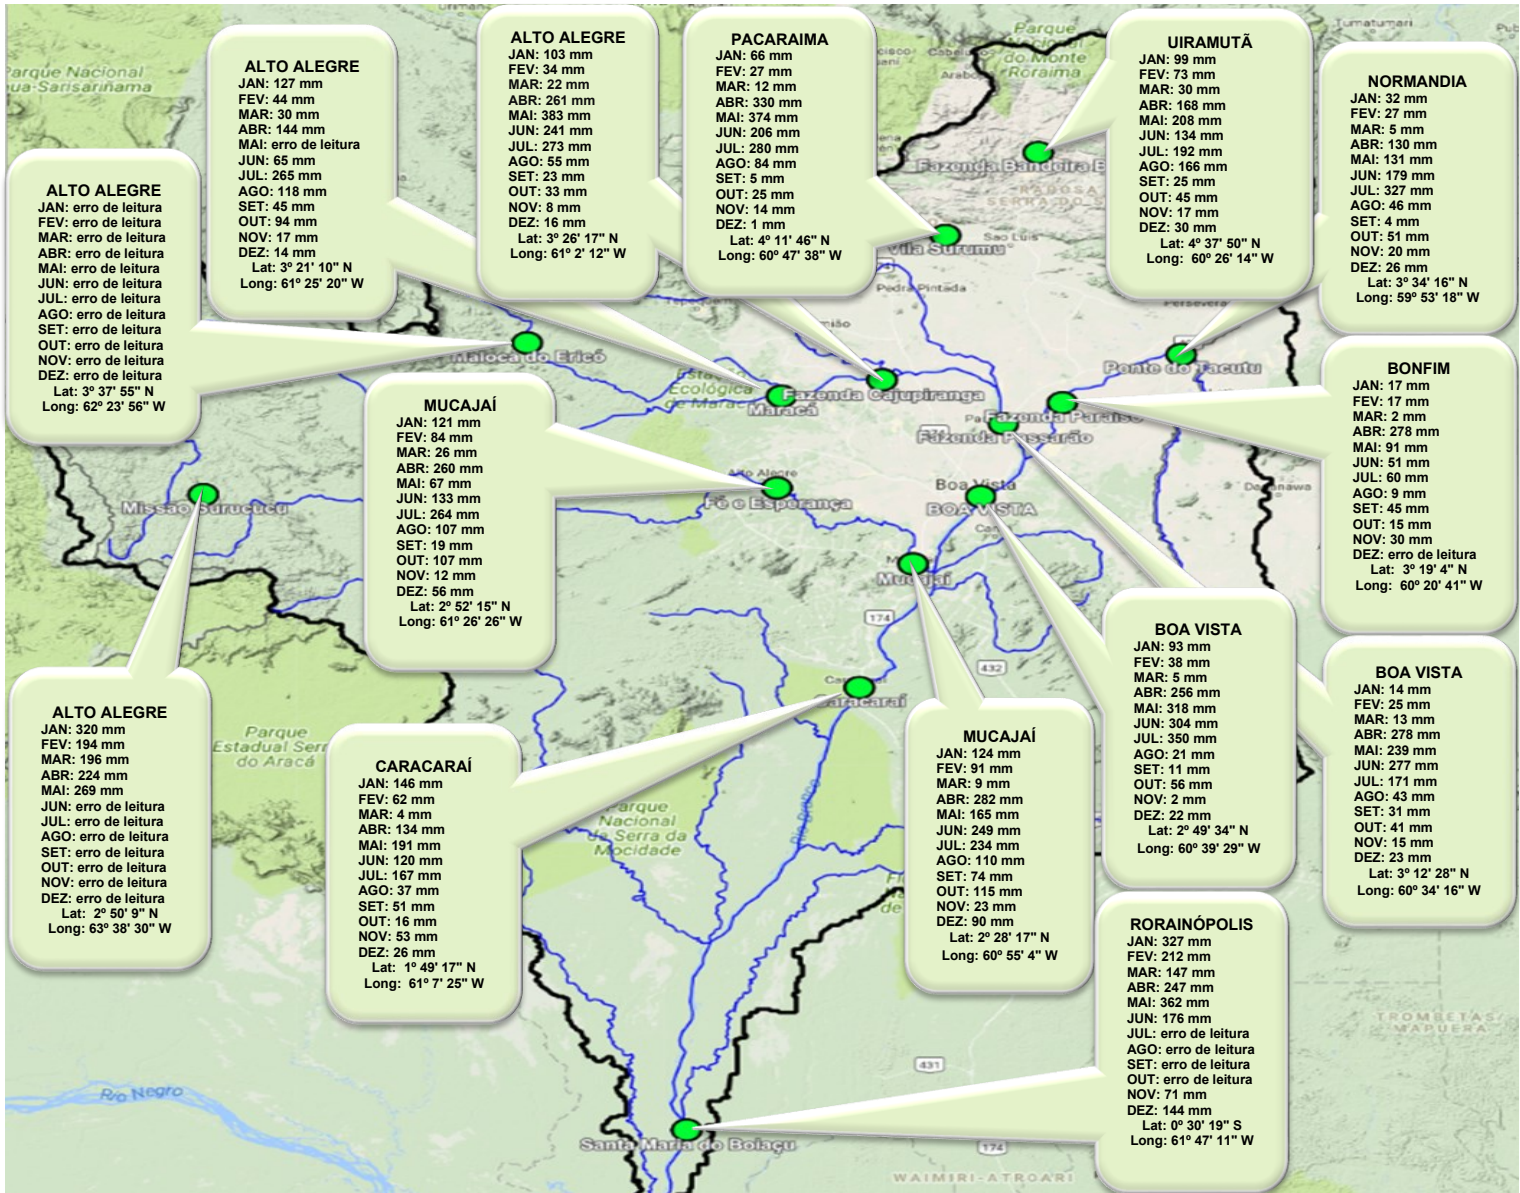 ALTO ALEGRE
JAN: erro de leitura
FEV: erro de leitura
MAR: erro de leitura
ABR: erro de leitura
MAI: erro de leitura
JUN: erro de leitura
JUL: erro de leitura
AGO: erro de leitura
SET: erro de leitura
OUT: erro de leitura
NOV: erro de leitura
DEZ: erro de leitura
Lat: 3º 37' 55" N
Long: 62º 23' 56" W
ALTO ALEGRE
JAN: 127 mm
FEV: 44 mm
MAR: 30 mm
ABR: 144 mm
MAI: erro de leitura
JUN: 65 mm
JUL: 265 mm
AGO: 118 mm
SET: 45 mm
OUT: 94 mm
NOV: 17 mm
DEZ: 14 mm
Lat: 3º 21' 10" N
Long: 61º 25' 20" W
ALTO ALEGRE
JAN: 103 mm
FEV: 34 mm
MAR: 22 mm
ABR: 261 mm
MAI: 383 mm
JUN: 241 mm
JUL: 273 mm
AGO: 55 mm
SET: 23 mm
OUT: 33 mm
NOV: 8 mm
DEZ: 16 mm
Lat: 3º 26' 17" N
Long: 61º 2' 12" W
PACARAIMA
JAN: 66 mm
FEV: 27 mm
MAR: 12 mm
ABR: 330 mm
MAI: 374 mm
JUN: 206 mm
JUL: 280 mm
AGO: 84 mm
SET: 5 mm
OUT: 25 mm
NOV: 14 mm
DEZ: 1 mm
Lat: 4º 11' 46" N
Long: 60º 47' 38" W
UIRAMUTÃ
JAN: 99 mm
FEV: 73 mm
MAR: 30 mm
ABR: 168 mm
MAI: 208 mm
JUN: 134 mm
JUL: 192 mm
AGO: 166 mm
SET: 25 mm
OUT: 45 mm
NOV: 17 mm
DEZ: 30 mm
Lat: 4º 37' 50" N
Long: 60º 26' 14" W
NORMANDIA
JAN: 32 mm
FEV: 27 mm
MAR: 5 mm
ABR: 130 mm
MAI: 131 mm
JUN: 179 mm
JUL: 327 mm
AGO: 46 mm
SET: 4 mm
OUT: 51 mm
NOV: 20 mm
DEZ: 26 mm
Lat: 3º 34' 16" N
Long: 59º 53' 18" W
BONFIM
JAN: 17 mm
FEV: 17 mm
MAR: 2 mm
ABR: 278 mm
MAI: 91 mm
JUN: 51 mm
JUL: 60 mm
AGO: 9 mm
SET: 45 mm
OUT: 15 mm
NOV: 30 mm
DEZ: erro de leitura
Lat: 3º 19' 4" N
Long: 60º 20' 41" W
MUCAJAÍ
JAN: 121 mm
FEV: 84 mm
MAR: 26 mm
ABR: 260 mm
MAI: 67 mm
JUN: 133 mm
JUL: 264 mm
AGO: 107 mm
SET: 19 mm
OUT: 107 mm
NOV: 12 mm
DEZ: 56 mm
Lat: 2º 52' 15" N
Long: 61º 26' 26" W
BOA VISTA
JAN: 93 mm
FEV: 38 mm
MAR: 5 mm
ABR: 256 mm
MAI: 318 mm
JUN: 304 mm
JUL: 350 mm
AGO: 21 mm
SET: 11 mm
OUT: 56 mm
NOV: 2 mm
DEZ: 22 mm
Lat: 2º 49' 34" N
Long: 60º 39' 29" W
BOA VISTA
JAN: 14 mm
FEV: 25 mm
MAR: 13 mm
ABR: 278 mm
MAI: 239 mm
JUN: 277 mm
JUL: 171 mm
AGO: 43 mm
SET: 31 mm
OUT: 41 mm
NOV: 15 mm
DEZ: 23 mm
Lat: 3º 12' 28" N
Long: 60º 34' 16" W
ALTO ALEGRE
JAN: 320 mm
FEV: 194 mm
MAR: 196 mm
ABR: 224 mm
MAI: 269 mm
JUN: erro de leitura
JUL: erro de leitura
AGO: erro de leitura
SET: erro de leitura
OUT: erro de leitura
NOV: erro de leitura
DEZ: erro de leitura
Lat: 2º 50' 9" N
Long: 63º 38' 30" W
CARACARAÍ
JAN: 146 mm
FEV: 62 mm
MAR: 4 mm
ABR: 134 mm
MAI: 191 mm
JUN: 120 mm
JUL: 167 mm
AGO: 37 mm
SET: 51 mm
OUT: 16 mm
NOV: 53 mm
DEZ: 26 mm
Lat: 1º 49' 17" N
Long: 61º 7' 25" W
MUCAJAÍ
JAN: 124 mm
FEV: 91 mm
MAR: 9 mm
ABR: 282 mm
MAI: 165 mm
JUN: 249 mm
JUL: 234 mm
AGO: 110 mm
SET: 74 mm
OUT: 115 mm
NOV: 23 mm
DEZ: 90 mm
Lat: 2º 28' 17" N
Long: 60º 55' 4" W
RORAINÓPOLIS
JAN: 327 mm
FEV: 212 mm
MAR: 147 mm
ABR: 247 mm
MAI: 362 mm
JUN: 176 mm
JUL: erro de leitura
AGO: erro de leitura
SET: erro de leitura
OUT: erro de leitura
NOV: 71 mm
DEZ: 144 mm
Lat: 0º 30' 19" S
Long: 61º 47' 11" W
Parque Nacional
Parque
do Monte
Roraima
Tumatumari
Fazenda Bandeira B
Vila Surumu
Sao Luis
Pedra Pintada
Maloca do Ericó
Ecológica
de Marac
Maracá
Fazenda Cajupiranga
Ponte do Tacutu
Fazenda Paraíso
Fazenda Passarão
Missão Surucucu
Alto Alegre
Fé e Esperança
Boa Vista
BOA VISTA
Mucajaí
174
432
Caracaraí
Parque
Estadual Serr
do Aracá
Parque
Nacional
da Serra da
Mocidade
Rio Branco
Rio Negro
431
174
Santa Maria do Boiaçu
WAIMIRI-ATROARI
TROMBETAS/
MAPUERA